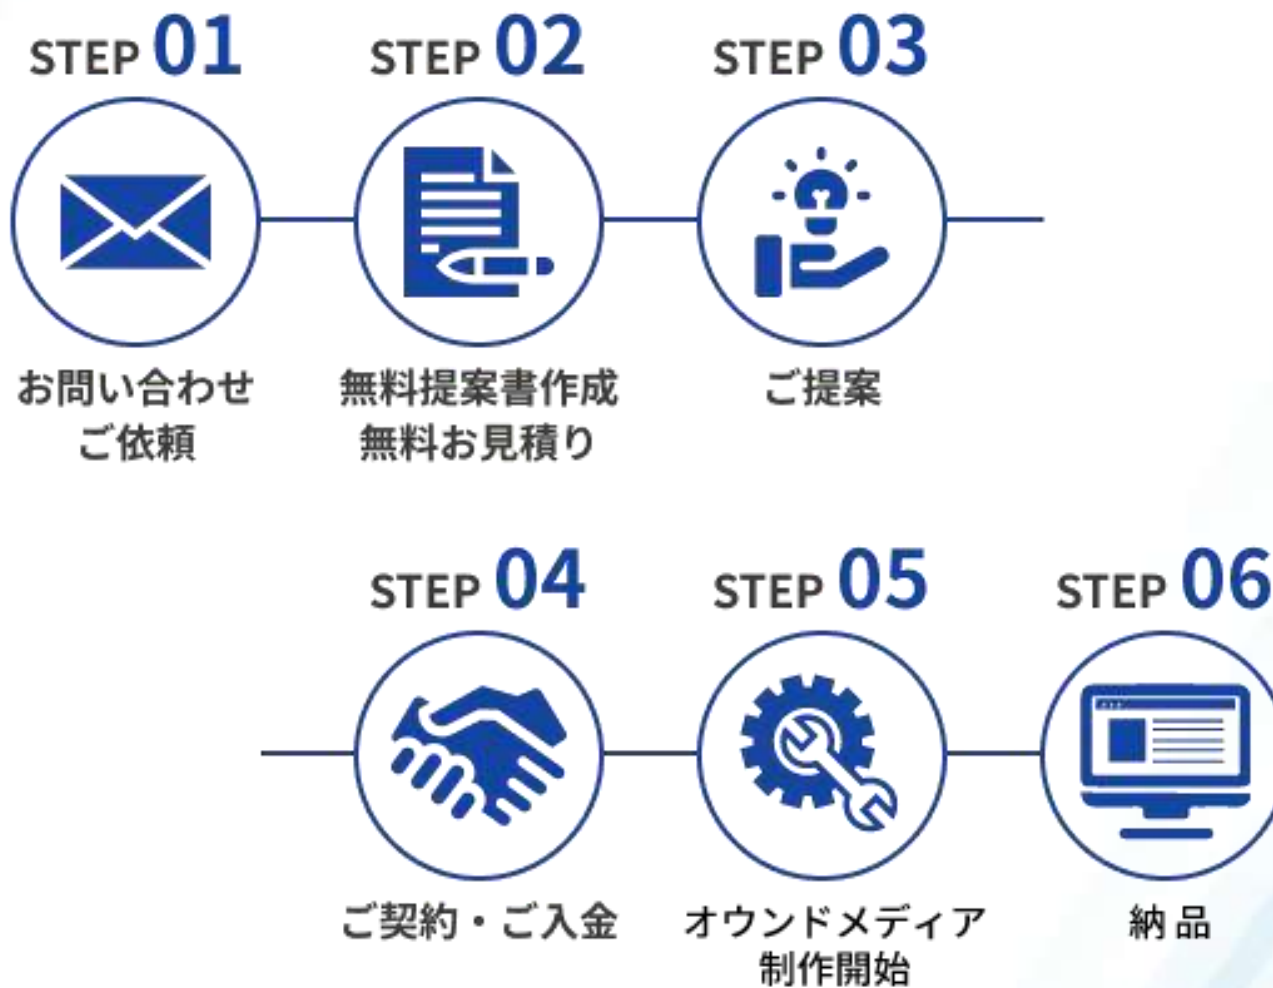 STEP 01
STEP 02
STEP 03
お問い合わせ
ご依頼
無料提案書作成
無料お見積り
ご提案
STEP 04
STEP 05
STEP 06
ご契約・ご入金
オウンドメディア
制作開始
納品